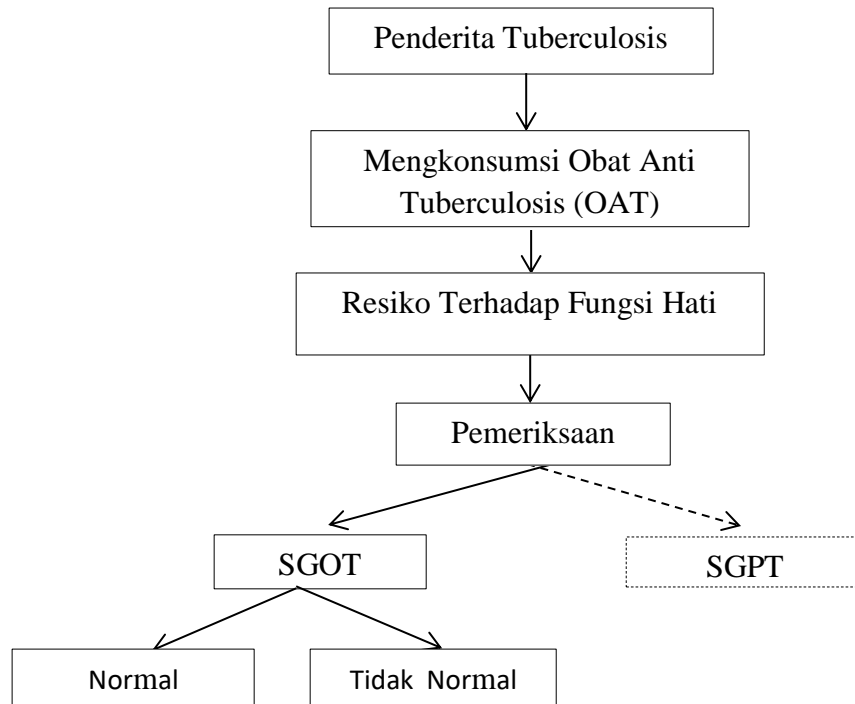 Penderita Tuberculosis
Mengkonsumsi Obat Anti
Tuberculosis (OAT)
Resiko Terhadap Fungsi Hati
Pemeriksaan
SGOT
SGPT
Normal
Tidak Normal